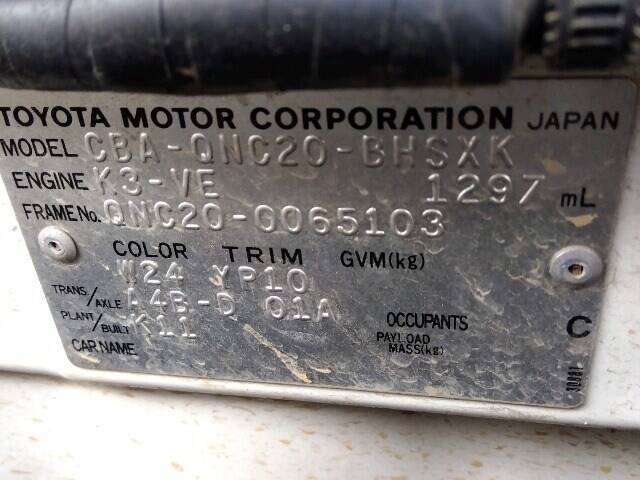 TOYOTA MOTOR CORPORATION JAPAN
MODEL CBA-QNC20-BHSXK
ENGINE K3-VE 1297 mL
FRAME No. QNC20-0065103
COLOR TRIM GVM(kg)
W24 YP10
TRANS/AXLE A4B-D 01A
PLANT/BUILT K11 OCCUPANTS C
CAR NAME PAYLOAD MASS(kg)